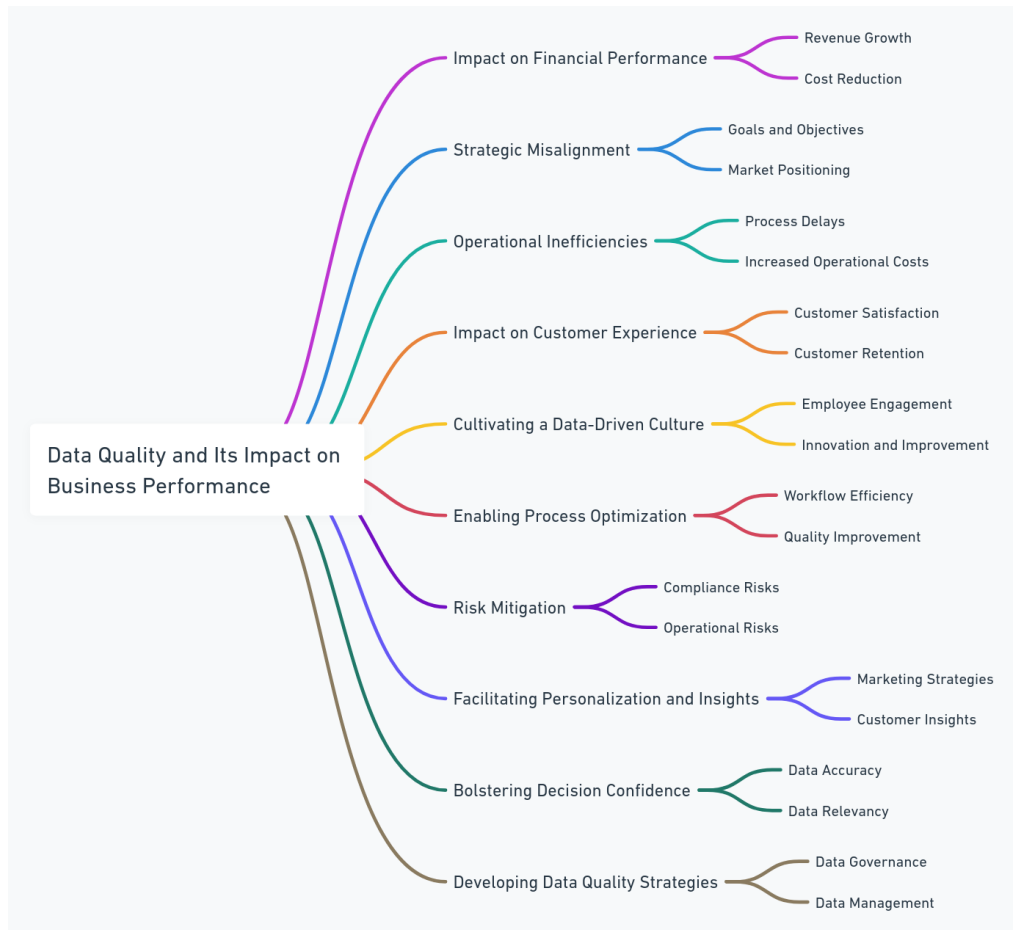 Data Quality and Its Impact on
Business Performance
Impact on Financial Performance
Revenue Growth
Cost Reduction
Strategic Misalignment
Goals and Objectives
Market Positioning
Operational Inefficiencies
Process Delays
Increased Operational Costs
Impact on Customer Experience
Customer Satisfaction
Customer Retention
Cultivating a Data-Driven Culture
Employee Engagement
Innovation and Improvement
Enabling Process Optimization
Workflow Efficiency
Quality Improvement
Risk Mitigation
Compliance Risks
Operational Risks
Facilitating Personalization and Insights
Marketing Strategies
Customer Insights
Bolstering Decision Confidence
Data Accuracy
Data Relevancy
Developing Data Quality Strategies
Data Governance
Data Management